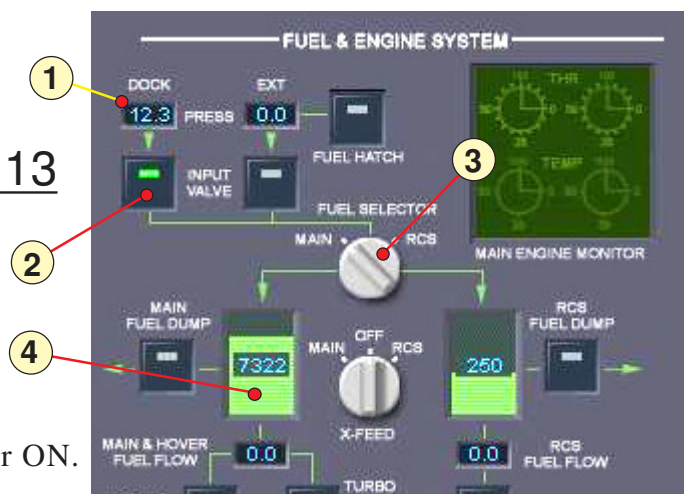 FUEL & ENGINE SYSTEM
1
DOCK
EXT
12.3
PRESS
0.0
THR
13
FUEL HATCH
3
INPUT
VALVE
TEMP
2
FUEL SELECTOR
MAIN
RCS
MAIN ENGINE MONITOR
MAIN
FUEL DUMP
RCS
FUEL DUMP
4
7322
OFF
MAIN
RCS
250
X-FEED
r ON.
MAIN & HOVER
FUEL FLOW
0.0
0.0
RCS
FUEL FLOW
TURBO